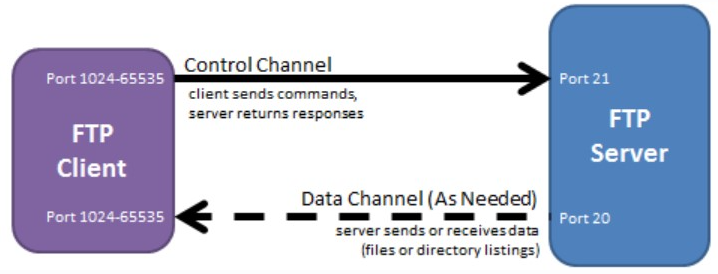 Control Channel
Port 1024-65535
Port 21
client sends commands,
server returns responses
FTP
Client
FTP
Server
Data Channel (As Needed)
Port 1024-65535
Port 20
server sends or receives data
(files or directory listings)